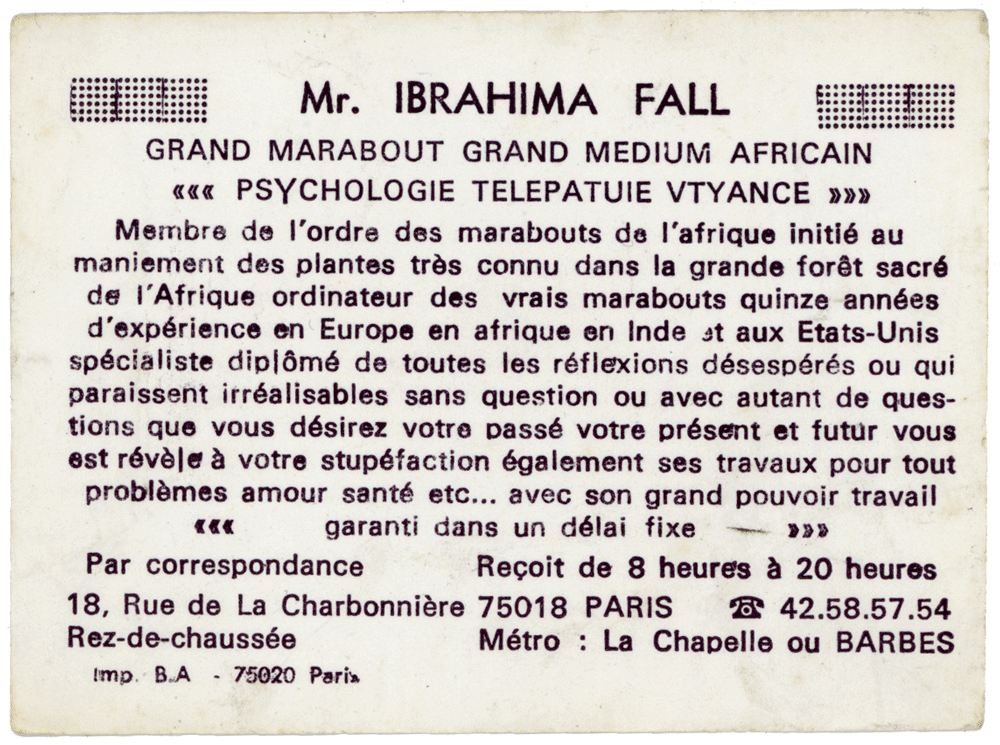 Mr. IBRAHIMA FALL
GRAND MARABOUT GRAND MEDIUM AFRICAIN
««« PSYCHOLOGIE TELEPATUIE VTYANCE »»»
Membre de l'ordre des marabouts de l'afrique initié au
maniement des plantes très connu dans la grande forêt sacré
de l'Afrique ordinateur des vrais marabouts quinze années
d'expérience en Europe en afrique en Inde et aux Etats-Unis
spécialiste diplômé de toutes les réflexions désespérés ou qui
paraissent irréalisables sans question ou avec autant de ques-
tions que vous désirez votre passé votre présent et futur vous
est révèle à votre stupéfaction également ses travaux pour tout
problèmes amour santé etc... avec son grand pouvoir travail
««« garanti dans un délai fixe — »»»
Par correspondance Reçoit de 8 heures à 20 heures
18, Rue de La Charbonnière 75018 PARIS ☎ 42.58.57.54
Rez-de-chaussée Métro : La Chapelle ou BARBES
Imp. B.A - 75020 Paris